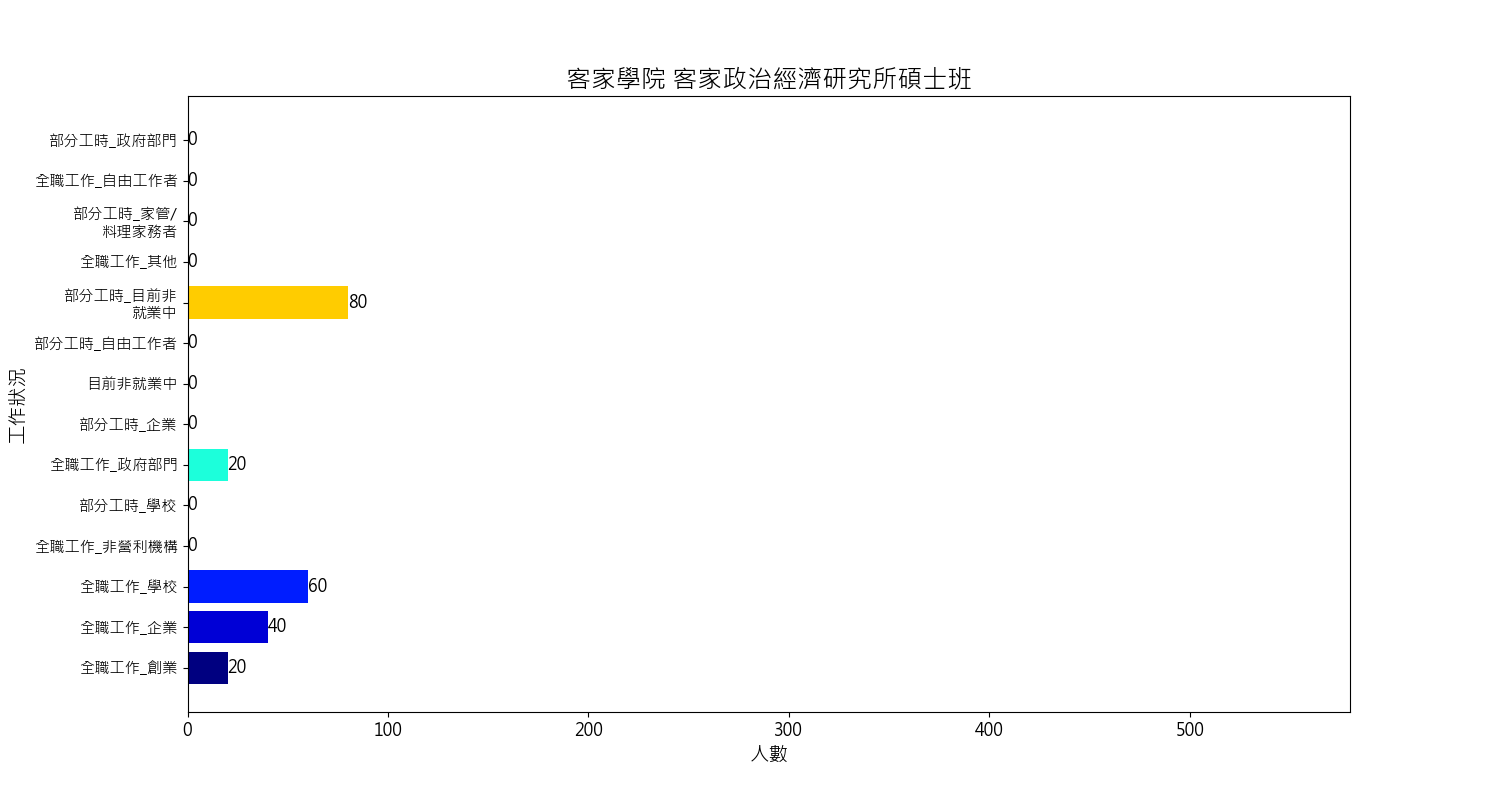 客家學院 客家政治經濟研究所碩士班
部分工時_政府部門
0
全職工作_自由工作者
0
部分工時_家管/
料理家務者
0
全職工作_其他
0
部分工時_目前非
就業中
80
部分工時_自由工作者
0
目前非就業中
0
部分工時_企業
0
全職工作_政府部門
20
部分工時_學校
0
全職工作_非營利機構
0
全職工作_學校
60
全職工作_企業
40
全職工作_創業
20
工作狀況
0 100 200 300 400 500
人數